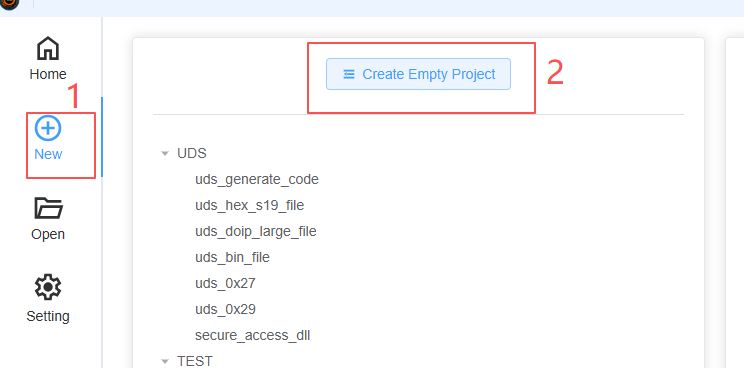 Home
1
New
Open
Setting
Create Empty Project
2
UDS
uds_generate_code
uds_hex_s19_file
uds_doip_large_file
uds_bin_file
uds_0x27
uds_0x29
secure_access_dll
TEST